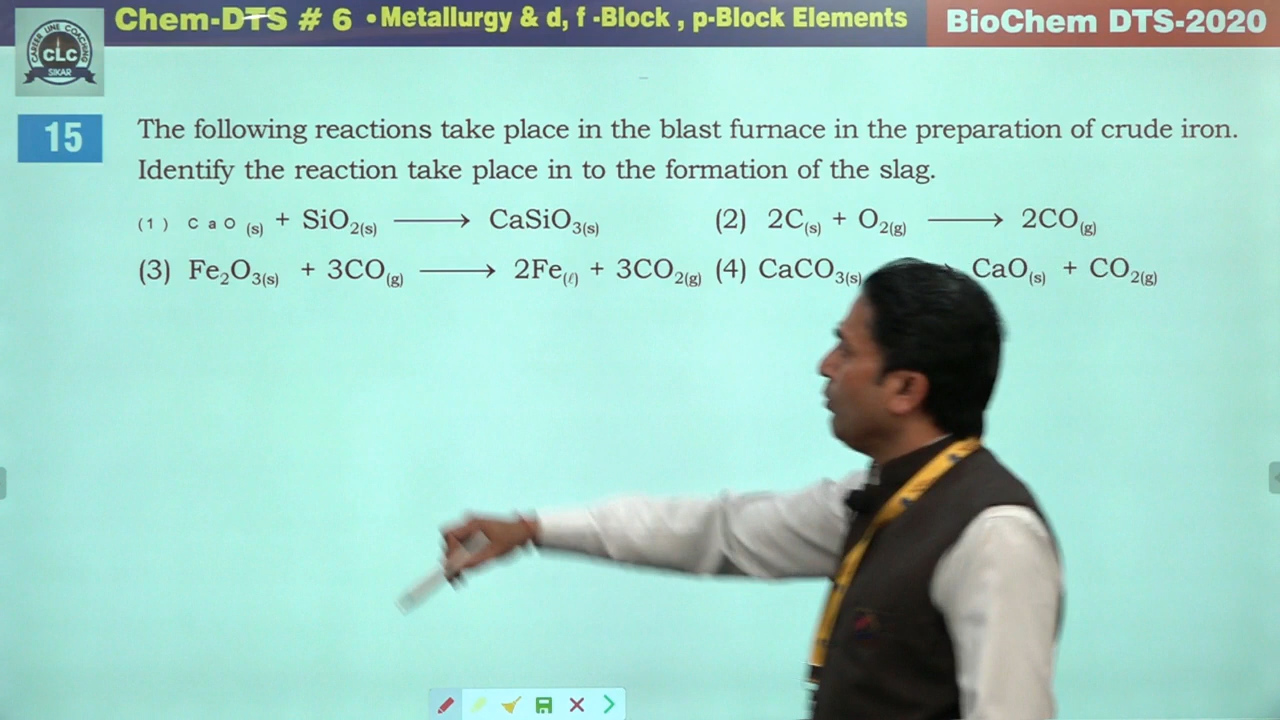 Chem-DTS # 6 • Metallurgy & d, f -Block , p-Block Elements BioChem DTS-2020
CAREER LINE COACHING
CLC
SIKAR
15 The following reactions take place in the blast furnace in the preparation of crude iron.
Identify the reaction take place in to the formation of the slag.
(1) CaO (s) + SiO2(s) ⟶ CaSiO3(s) (2) 2C(s) + O2(g) ⟶ 2CO(g)
(3) Fe2O3(s) + 3CO(g) ⟶ 2Fe(ℓ) + 3CO2(g) (4) CaCO3(s) → CaO(s) + CO2(g)